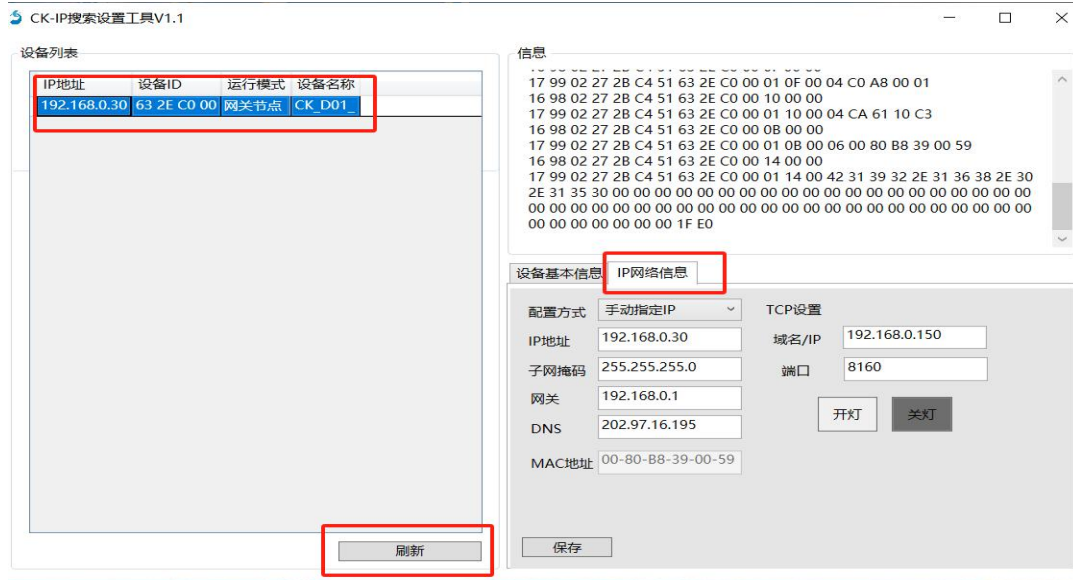 CK-IP搜索设置工具V1.1
设备列表
IP地址 设备ID 运行模式 设备名称
192.168.0.30 63 2E C0 00 网关节点 CK_D01_
刷新
信息
17 99 02 27 2B C4 51 63 2E C0 00 01 0F 00 04 C0 A8 00 01
16 98 02 27 2B C4 51 63 2E C0 00 10 00 00
17 99 02 27 2B C4 51 63 2E C0 00 01 10 00 04 CA 61 10 C3
16 98 02 27 2B C4 51 63 2E C0 00 0B 00 00
17 99 02 27 2B C4 51 63 2E C0 00 01 0B 00 06 00 80 B8 39 00 59
16 98 02 27 2B C4 51 63 2E C0 00 14 00 00
17 99 02 27 2B C4 51 63 2E C0 00 01 14 00 42 31 39 32 2E 31 36 38 2E 30
2E 31 35 30 00 00 00 00 00 00 00 00 00 00 00 00 00 00 00 00 00 00 00 00
00 00 00 00 00 00 00 00 00 00 00 00 00 00 00 00 00 00 00 00 00 00 00 00
00 00 00 00 00 00 00 1F E0
设备基本信息 IP网络信息
配置方式 手动指定IP TCP设置
IP地址 192.168.0.30 域名/IP 192.168.0.150
子网掩码 255.255.255.0 端口 8160
网关 192.168.0.1
开灯 关灯
DNS 202.97.16.195
MAC地址 00-80-B8-39-00-59
保存